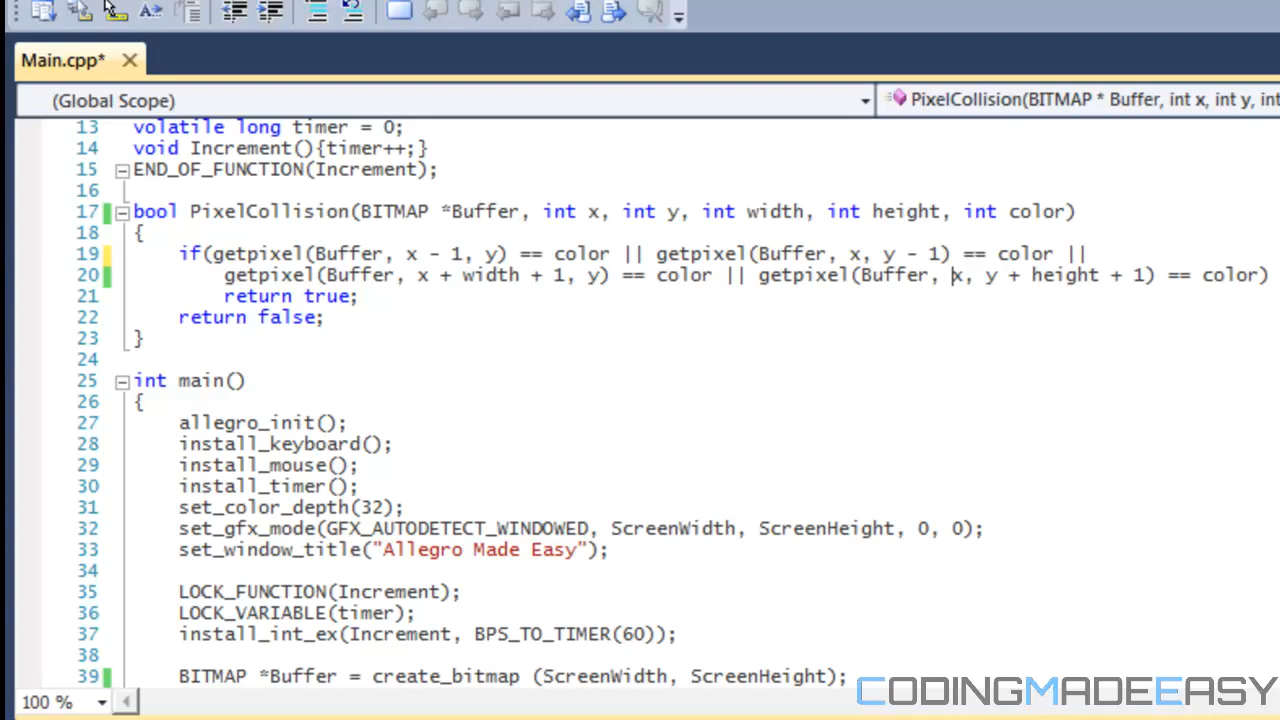 Main.cpp*
(Global Scope)
PixelCollision(BITMAP * Buffer, int x, int y, int
13 volatile long timer = 0;
14 void Increment(){timer++;}
15 END_OF_FUNCTION(Increment);
16
17 bool PixelCollision(BITMAP *Buffer, int x, int y, int width, int height, int color)
18 {
19 if(getpixel(Buffer, x - 1, y) == color || getpixel(Buffer, x, y - 1) == color ||
20 getpixel(Buffer, x + width + 1, y) == color || getpixel(Buffer, x, y + height + 1) == color)
21 return true;
22 return false;
23 }
24
25 int main()
26 {
27 allegro_init();
28 install_keyboard();
29 install_mouse();
30 install_timer();
31 set_color_depth(32);
32 set_gfx_mode(GFX_AUTODETECT_WINDOWED, ScreenWidth, ScreenHeight, 0, 0);
33 set_window_title("Allegro Made Easy");
34
35 LOCK_FUNCTION(Increment);
36 LOCK_VARIABLE(timer);
37 install_int_ex(Increment, BPS_TO_TIMER(60));
38
39 BITMAP *Buffer = create_bitmap (ScreenWidth, ScreenHeight);
100 %
CODINGMADEEASY